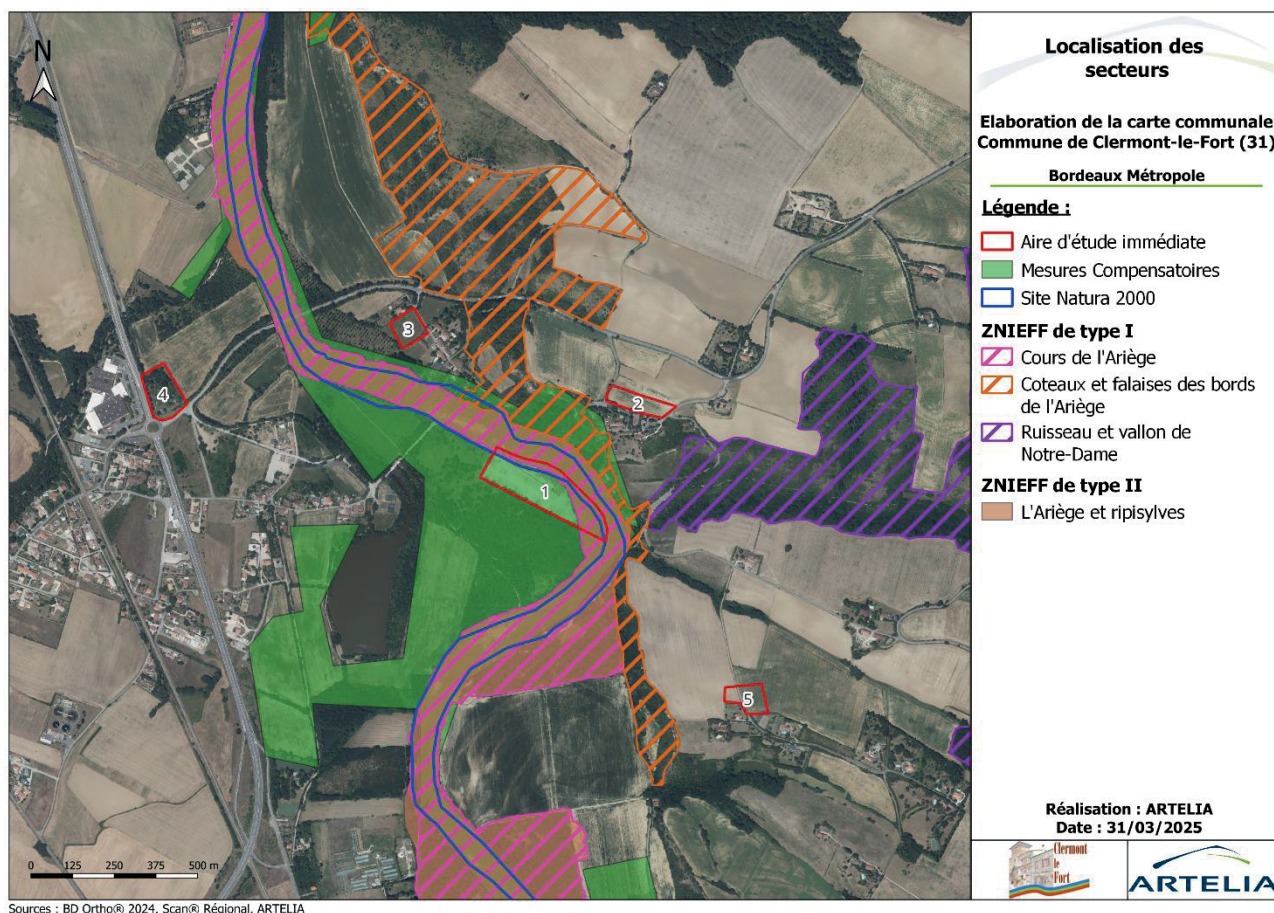 N
3
4
2
1
5
0 125 250 375 500 m
Sources : BD Ortho® 2024, Scan® Régional, ARTELIA
Localisation des
secteurs
Elaboration de la carte communale
Commune de Clermont-le-Fort (31)
Bordeaux Métropole
Légende :
Aire d'étude immédiate
Mesures Compensatoires
Site Natura 2000
ZNIEFF de type I
Cours de l'Ariège
Coteaux et falaises des bords
de l'Ariège
Ruisseau et vallon de
Notre-Dame
ZNIEFF de type II
L'Ariège et ripisylves
Réalisation : ARTELIA
Date : 31/03/2025
Clermont
le
Fort
ARTELIA